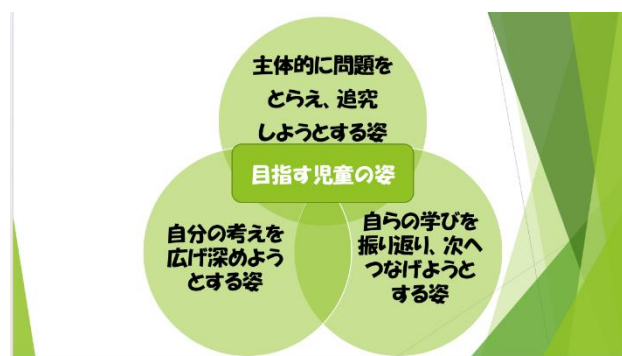 主体的に問題を
とらえ、追究
しようとする姿
目指す児童の姿
自分の考えを
広げ深めよう
とする姿
自らの学びを
振り返り、次へ
つなげようと
する姿